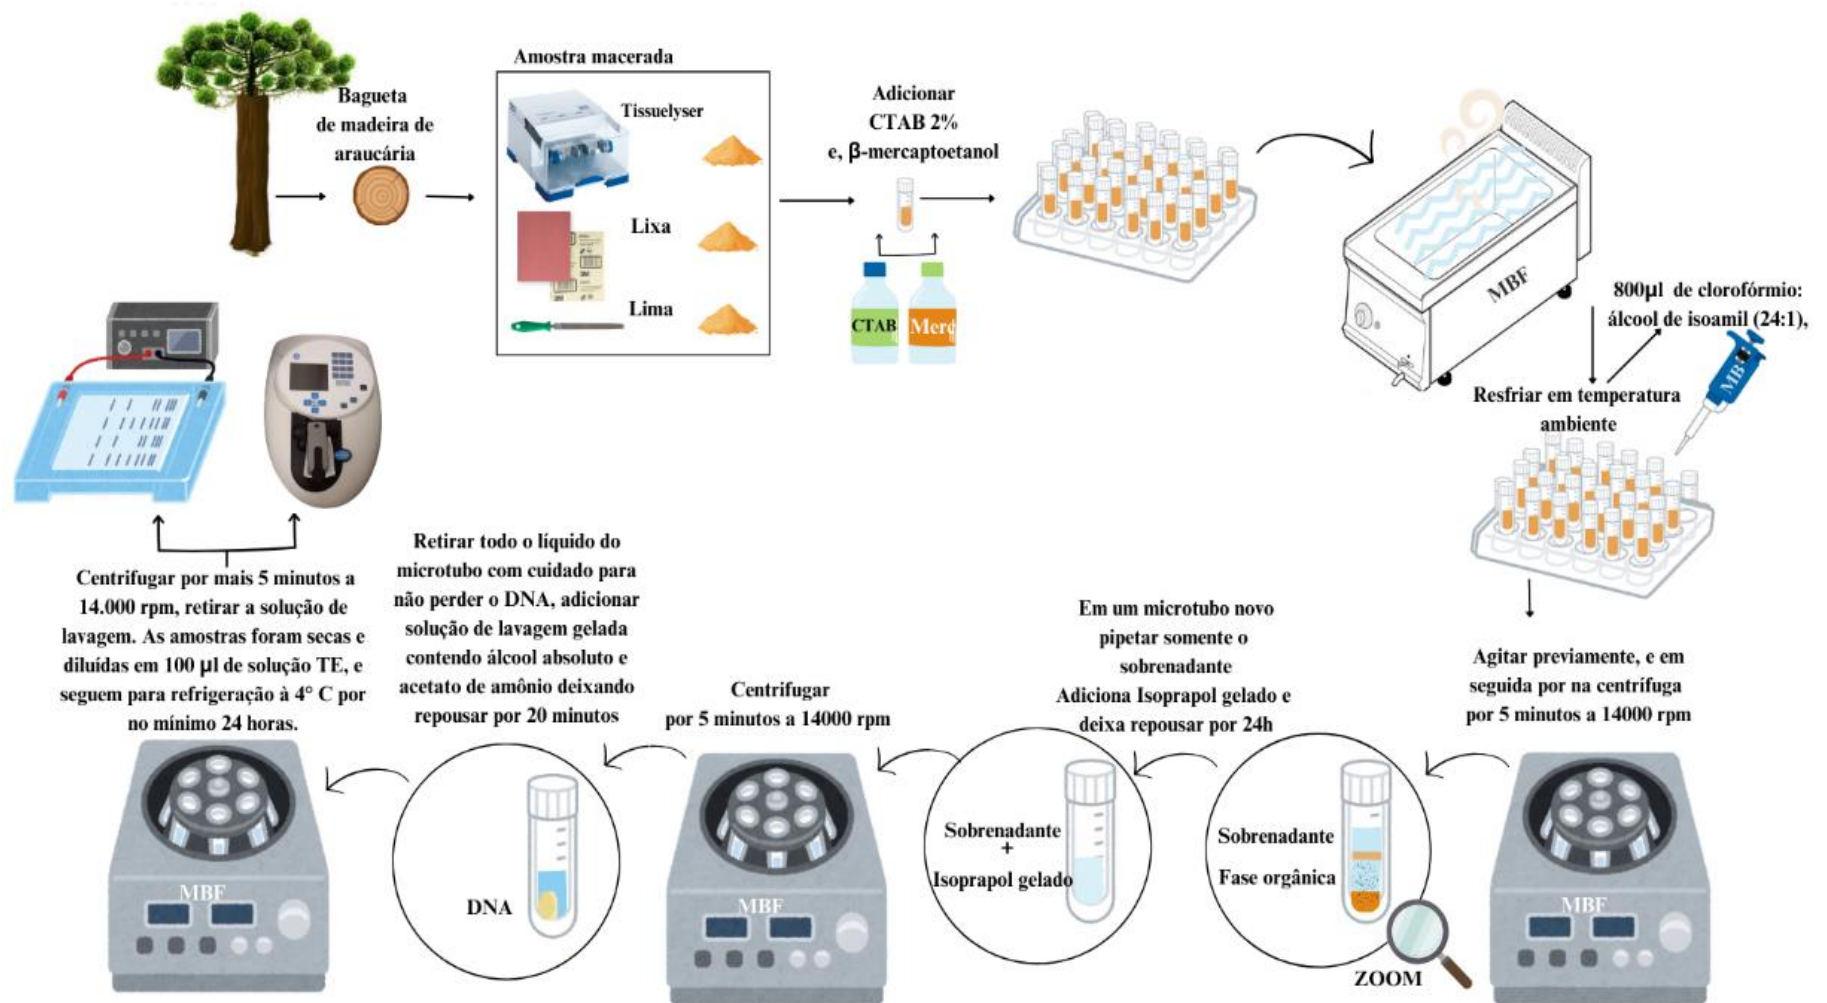 Bagueta
de madeira de
araucária
Amostra macerada
Tissuelyser
Lixa
Lima
Adicionar
CTAB 2%
e, β-mercaptoetanol
CTAB
Merc
MBF
800µl de clorofórmio:
álcool de isoamil (24:1),
MB
Resfriar em temperatura
ambiente
Agitar previamente, e em
seguida por na centrífuga
por 5 minutos a 14000 rpm
MBF
Sobrenadante
Fase orgânica
ZOOM
Em um microtubo novo
pipetar somente o
sobrenadante
Adiciona Isoprapol gelado e
deixa repousar por 24h
Sobrenadante
+
Isoprapol gelado
Centrifugar
por 5 minutos a 14000 rpm
MBF
Retirar todo o líquido do
microtubo com cuidado para
não perder o DNA, adicionar
solução de lavagem gelada
contendo álcool absoluto e
acetato de amônio deixando
repousar por 20 minutos
DNA
Centrifugar por mais 5 minutos a
14.000 rpm, retirar a solução de
lavagem. As amostras foram secas e
diluídas em 100 µl de solução TE, e
seguem para refrigeração à 4° C por
no mínimo 24 horas.
MBF